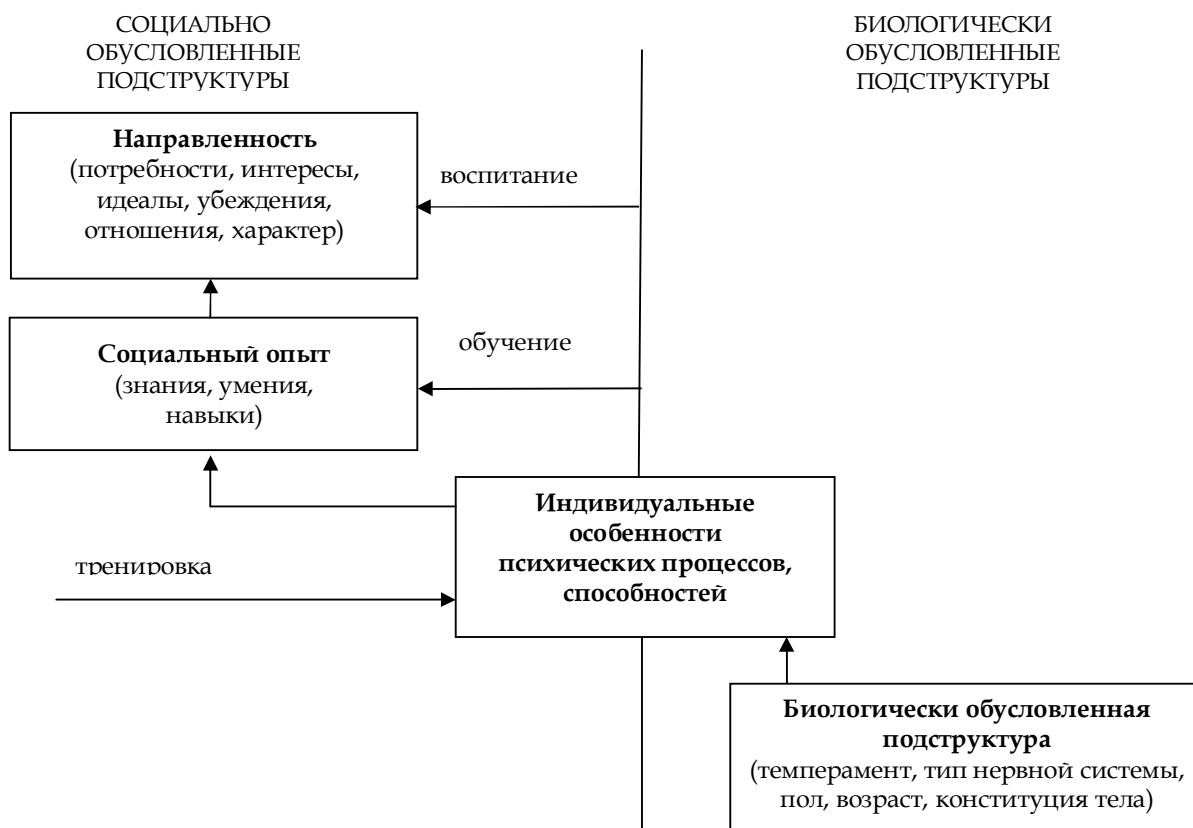 СОЦИАЛЬНО
ОБУСЛОВЛЕННЫЕ
ПОДСТРУКТУРЫ
БИОЛОГИЧЕСКИ
ОБУСЛОВЛЕННЫЕ
ПОДСТРУКТУРЫ
Направленность
(потребности, интересы,
идеалы, убеждения,
отношения, характер)
воспитание
Социальный опыт
(знания, умения,
навыки)
обучение
Индивидуальные
особенности
психических процессов,
способностей
тренировка
Биологически обусловленная
подструктура
(темперамент, тип нервной системы,
пол, возраст, конституция тела)